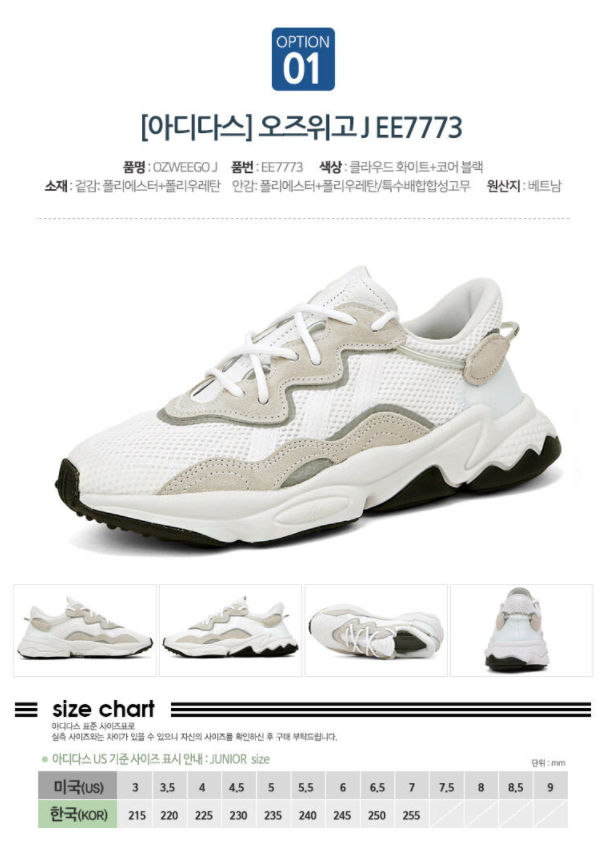 OPTION
01
[아디다스] 오즈위고 J EE7773
품명 : OZWEEGO J 품번 : EE7773 색상 : 클라우드 화이트+코어 블랙
소재 : 겉감: 폴리에스터+폴리우레탄 안감: 폴리에스터+폴리우레탄/특수배합합성고무 원산지 : 베트남
size chart
아디다스 표준 사이즈표로
실측 사이즈와는 차이가 있을 수 있으니 자신의 사이즈를 확인하신 후 구매 부탁드립니다.
● 아디다스 US 기준 사이즈 표시 안내 : JUNIOR size
단위 : mm
미국(US) 3 3,5 4 4,5 5 5,5 6 6,5 7 7,5 8 8,5 9
한국(KOR) 215 220 225 230 235 240 245 250 255